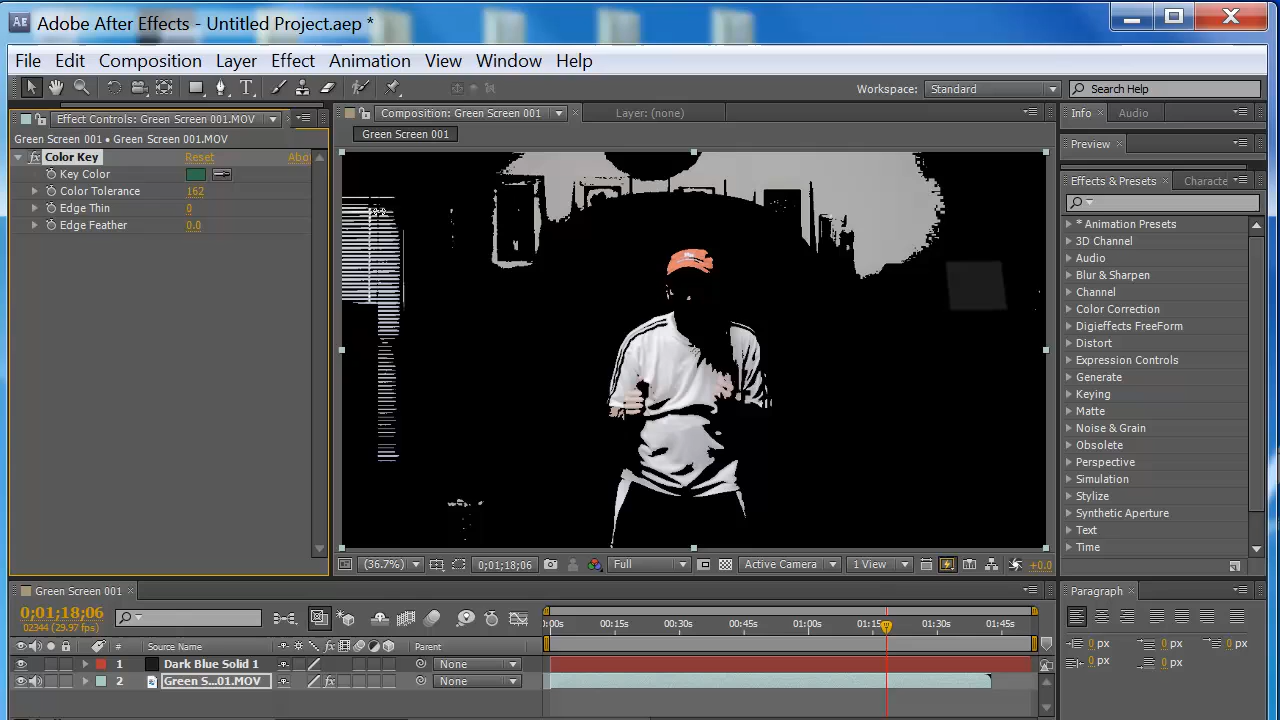 Adobe After Effects - Untitled Project.aep *
File Edit Composition Layer Effect Animation View Window Help
Workspace: Standard Search Help
Effect Controls: Green Screen 001.MOV
Composition: Green Screen 001
Layer: (none)
Info Audio
Green Screen 001 • Green Screen 001.MOV
Green Screen 001
Preview
Color Key Reset Abo
Key Color
Color Tolerance 162
Edge Thin 0
Edge Feather 0.0
Effects & Presets Characte
* Animation Presets
3D Channel
Audio
Blur & Sharpen
Channel
Color Correction
Digieffects FreeForm
Distort
Expression Controls
Generate
Keying
Matte
Noise & Grain
Obsolete
Perspective
Simulation
Stylize
Synthetic Aperture
Text
Time
(36.7%) 0;01;18;06 Full Active Camera 1 View +0.0
Green Screen 001
Paragraph
0;01;18;06
02344 (29.97 fps)
:00s 00:15s 00:30s 00:45s 01:00s 01:15 01:30s 01:45s
# Source Name Parent
1 Dark Blue Solid 1 None
2 Green S...01.MOV None
0 px 0 px 0 px
0 px 0 px